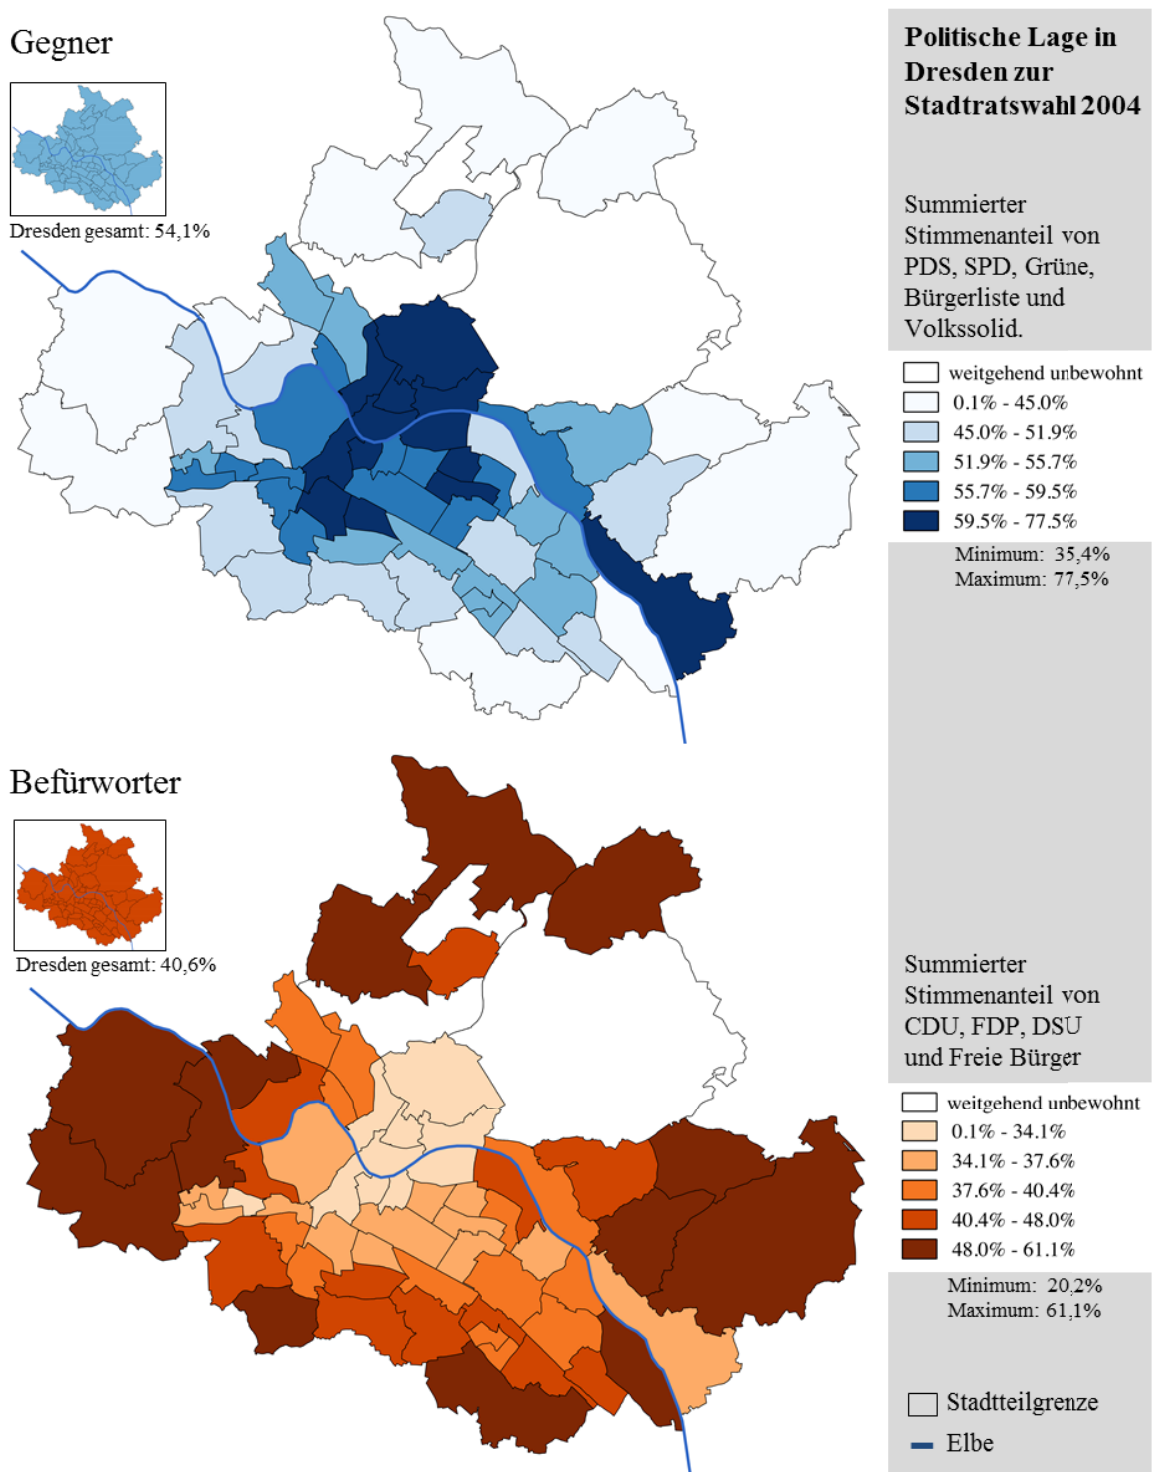 Gegner
Dresden gesamt: 54,1%
Politische Lage in
Dresden zur
Stadtratswahl 2004
Summierter
Stimmenanteil von
PDS, SPD, Grüne,
Bürgerliste und
Volkssolid.
weitgehend unbewohnt
0.1% - 45.0%
45.0% - 51.9%
51.9% - 55.7%
55.7% - 59.5%
59.5% - 77.5%
Minimum: 35,4%
Maximum: 77,5%
Befürworter
Dresden gesamt: 40,6%
Summierter
Stimmenanteil von
CDU, FDP, DSU
und Freie Bürger
weitgehend unbewohnt
0.1% - 34.1%
34.1% - 37.6%
37.6% - 40.4%
40.4% - 48.0%
48.0% - 61.1%
Minimum: 20,2%
Maximum: 61,1%
Stadtteilgrenze
Elbe